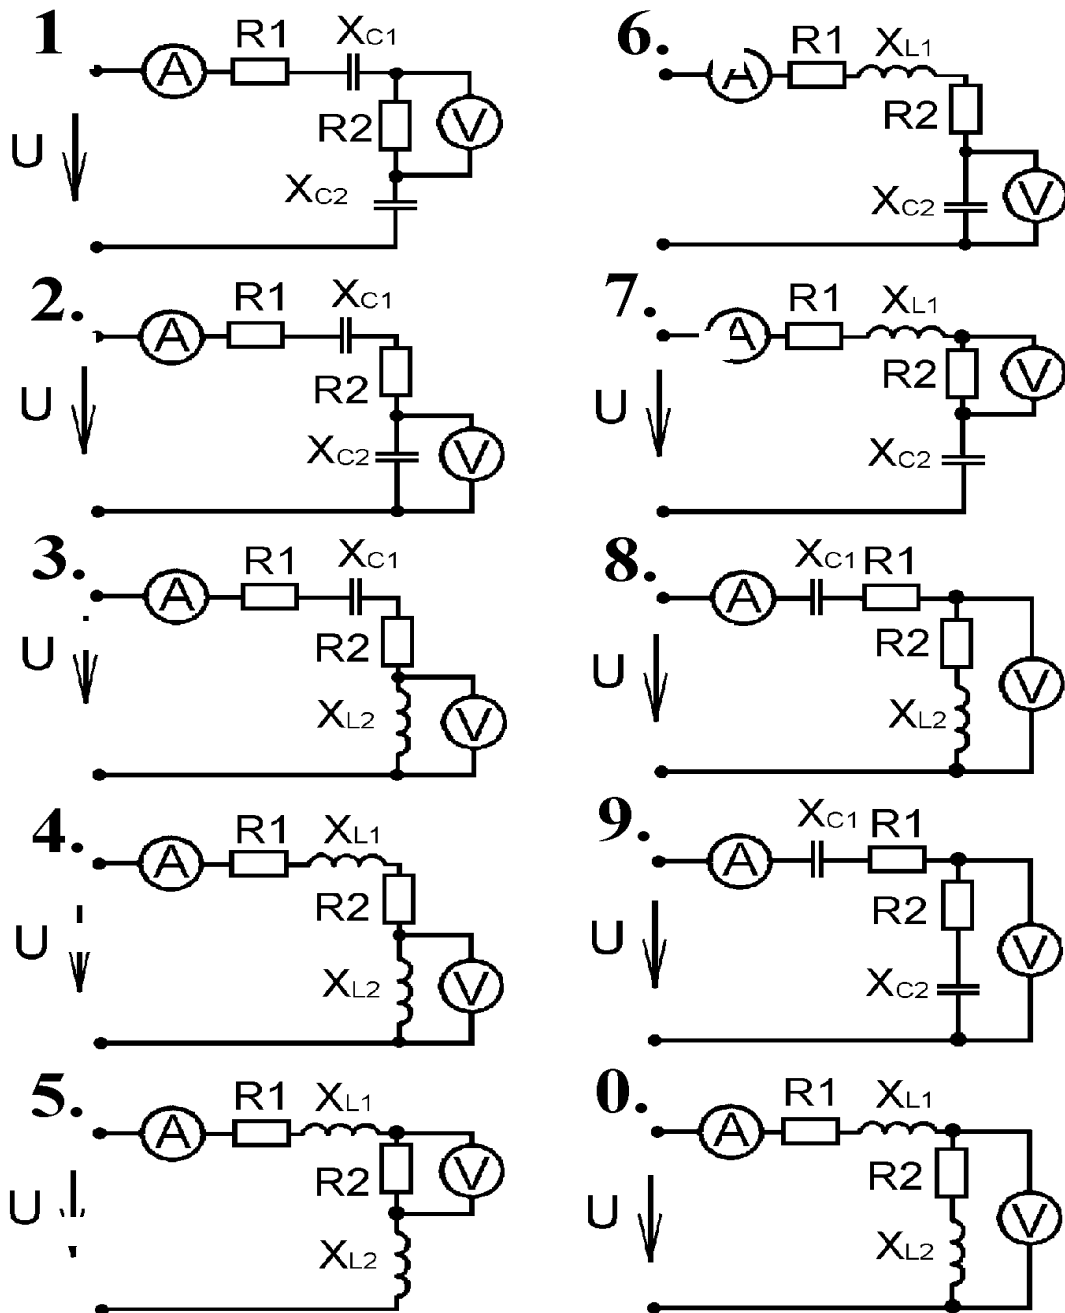 1
R1
XC1
A
R2
V
U
XC2
2.
R1
XC1
A
R2
U
XC2
V
3.
R1
XC1
A
R2
U
XL2
V
4.
R1
XL1
A
R2
U
XL2
V
5.
R1
XL1
A
R2
V
U
XL2
6.
R1
XL1
A
R2
XC2
V
7.
R1
XL1
A
R2
V
U
XC2
8.
XC1
R1
A
R2
U
V
XL2
9.
XC1
R1
A
R2
U
V
XC2
0.
R1
XL1
A
R2
U
V
XL2